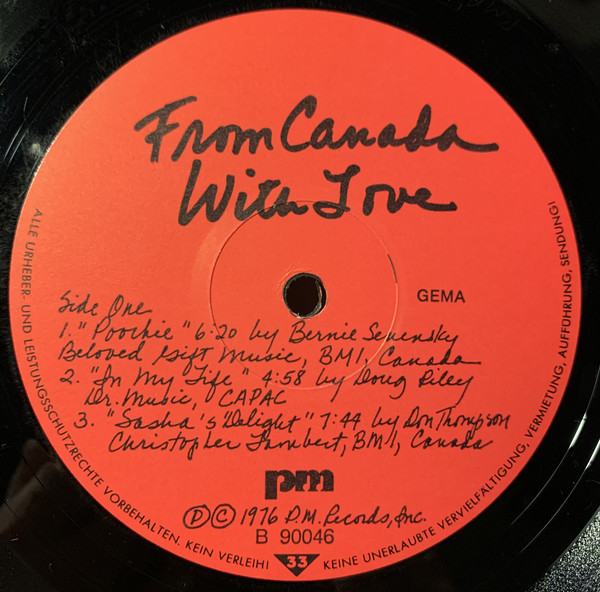 From Canada
With Love
GEMA
Side One
1. "Poochie" 6:20 by Bernie Senensky
Beloved Gift Music, BMI, Canada
2. "In My Life" 4:58 by Doug Riley
Dr. Music, CAPAC
3. "Sasha's Delight" 7:44 by Don Thompson
Christopher Lambert, BMI, Canada
pm
Ⓟ © 1976 P.M. Records, Inc.
B 90046
33
ALLE URHEBER- UND LEISTUNGSSCHUTZRECHTE VORBEHALTEN. KEIN VERLEIH! KEINE UNERLAUBTE VERVIELFÄLTIGUNG, VERMIETUNG, AUFFÜHRUNG, SENDUNG!